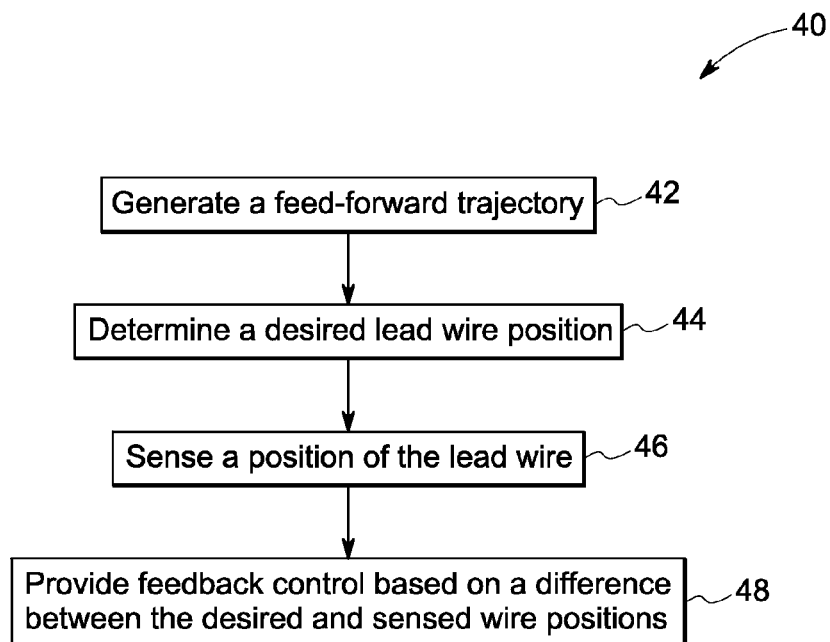 40
Generate a feed-forward trajectory 42
Determine a desired lead wire position 44
Sense a position of the lead wire 46
Provide feedback control based on a difference
between the desired and sensed wire positions 48